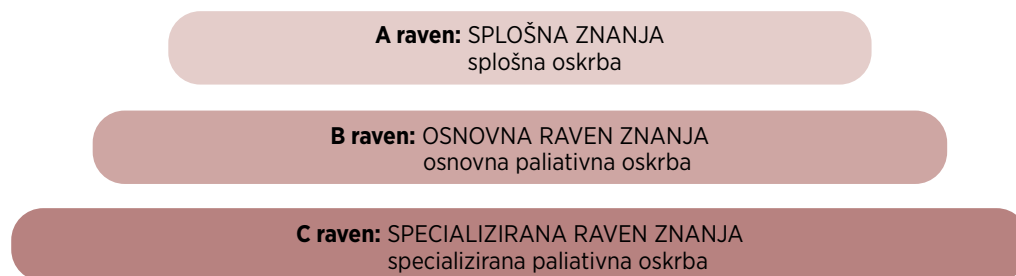 A raven: SPLOŠNA ZNANJA
splošna oskrba
B raven: OSNOVNA RAVEN ZNANJA
osnovna paliativna oskrba
C raven: SPECIALIZIRANA RAVEN ZNANJA
specializirana paliativna oskrba